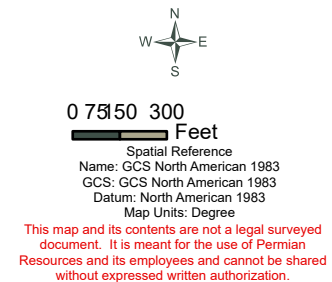 N
W E
S
0 75150 300
Feet
Spatial Reference
Name: GCS North American 1983
GCS: GCS North American 1983
Datum: North American 1983
Map Units: Degree
This map and its contents are not a legal surveyed
document. It is meant for the use of Permian
Resources and its employees and cannot be shared
without expressed written authorization.